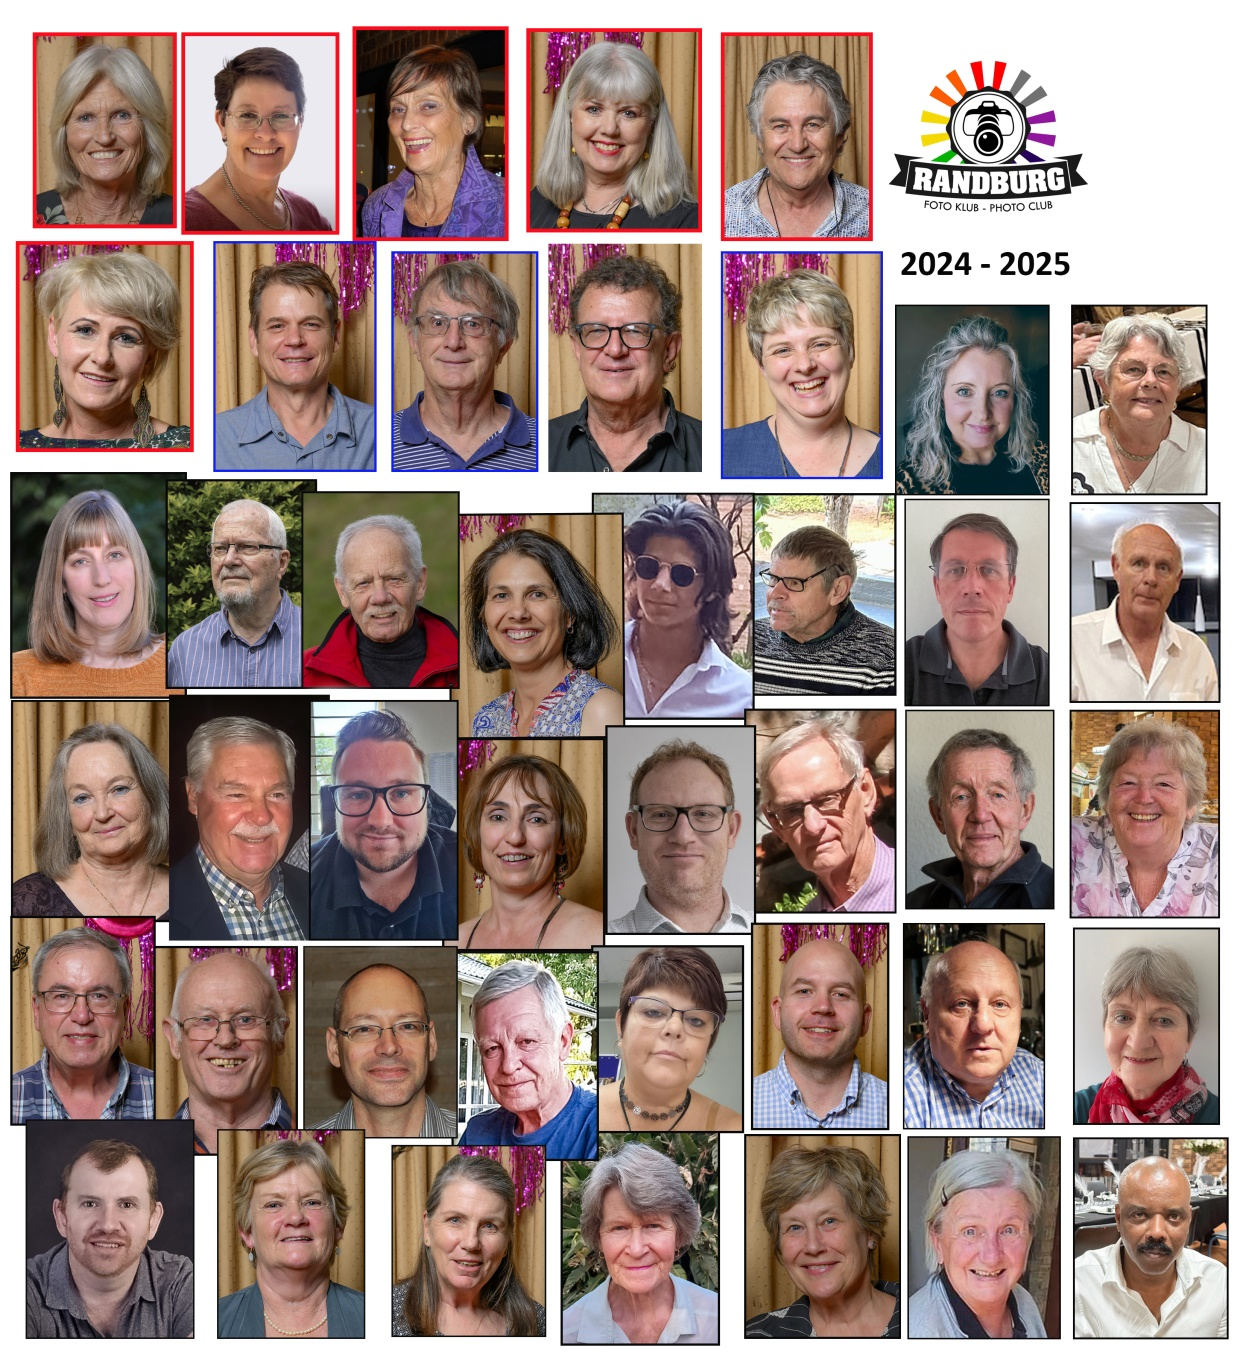 RANDBURG
FOTO KLUB - PHOTO CLUB
2024 - 2025